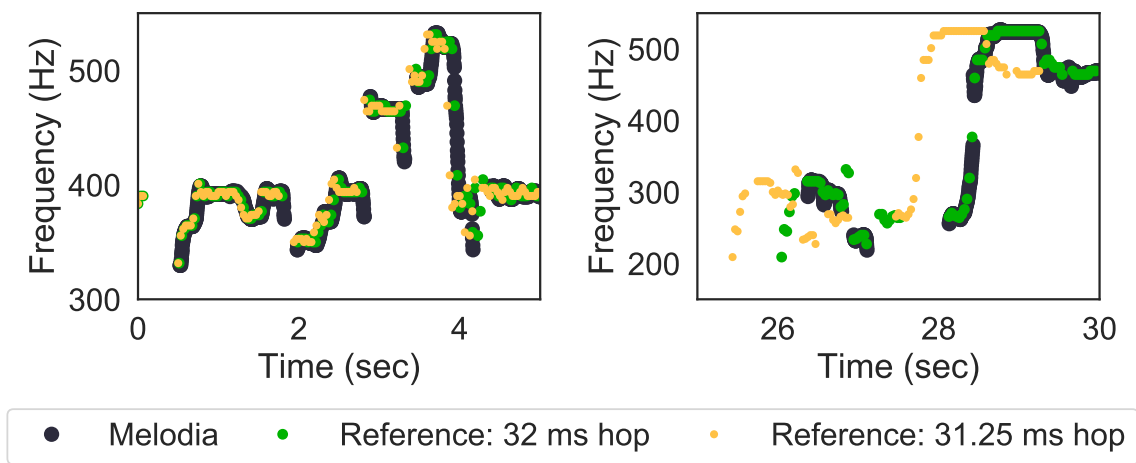 Frequency (Hz)
500
400
300
0
2
4
Time (sec)
Frequency (Hz)
500
400
300
200
26
28
30
Time (sec)
Melodia
Reference: 32 ms hop
Reference: 31.25 ms hop